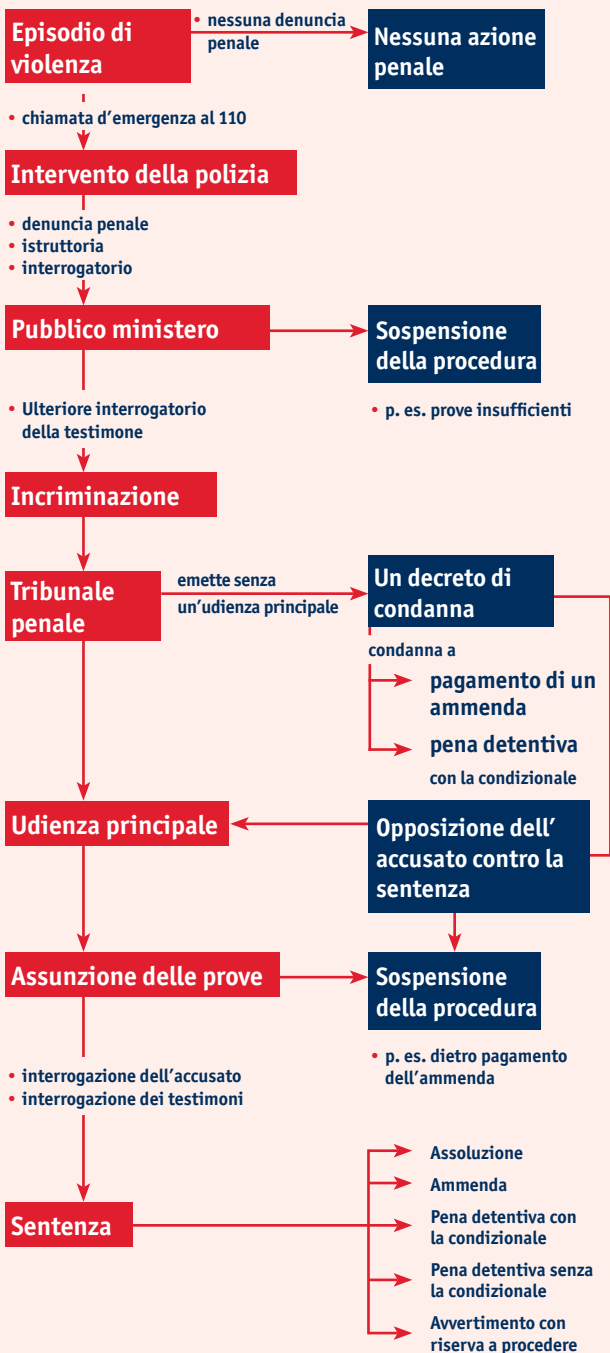 Episodio di
violenza
• nessuna denuncia
penale
Nessuna azione
penale
• chiamata d’emergenza al 110
Intervento della polizia
• denuncia penale
• istruttoria
• interrogatorio
Pubblico ministero
Sospensione
della procedura
• Ulteriore interrogatorio
della testimone
• p. es. prove insufficienti
Incriminazione
Tribunale
penale
emette senza
un’udienza principale
Un decreto di
condanna
condanna a
pagamento di un
ammenda
pena detentiva
con la condizionale
Udienza principale
Opposizione dell’
accusato contro la
sentenza
Assunzione delle prove
Sospensione
della procedura
• p. es. dietro pagamento
dell’ammenda
• interrogazione dell’accusato
• interrogazione dei testimoni
Sentenza
Assoluzione
Ammenda
Pena detentiva con
la condizionale
Pena detentiva senza
la condizionale
Avvertimento con
riserva a procedere